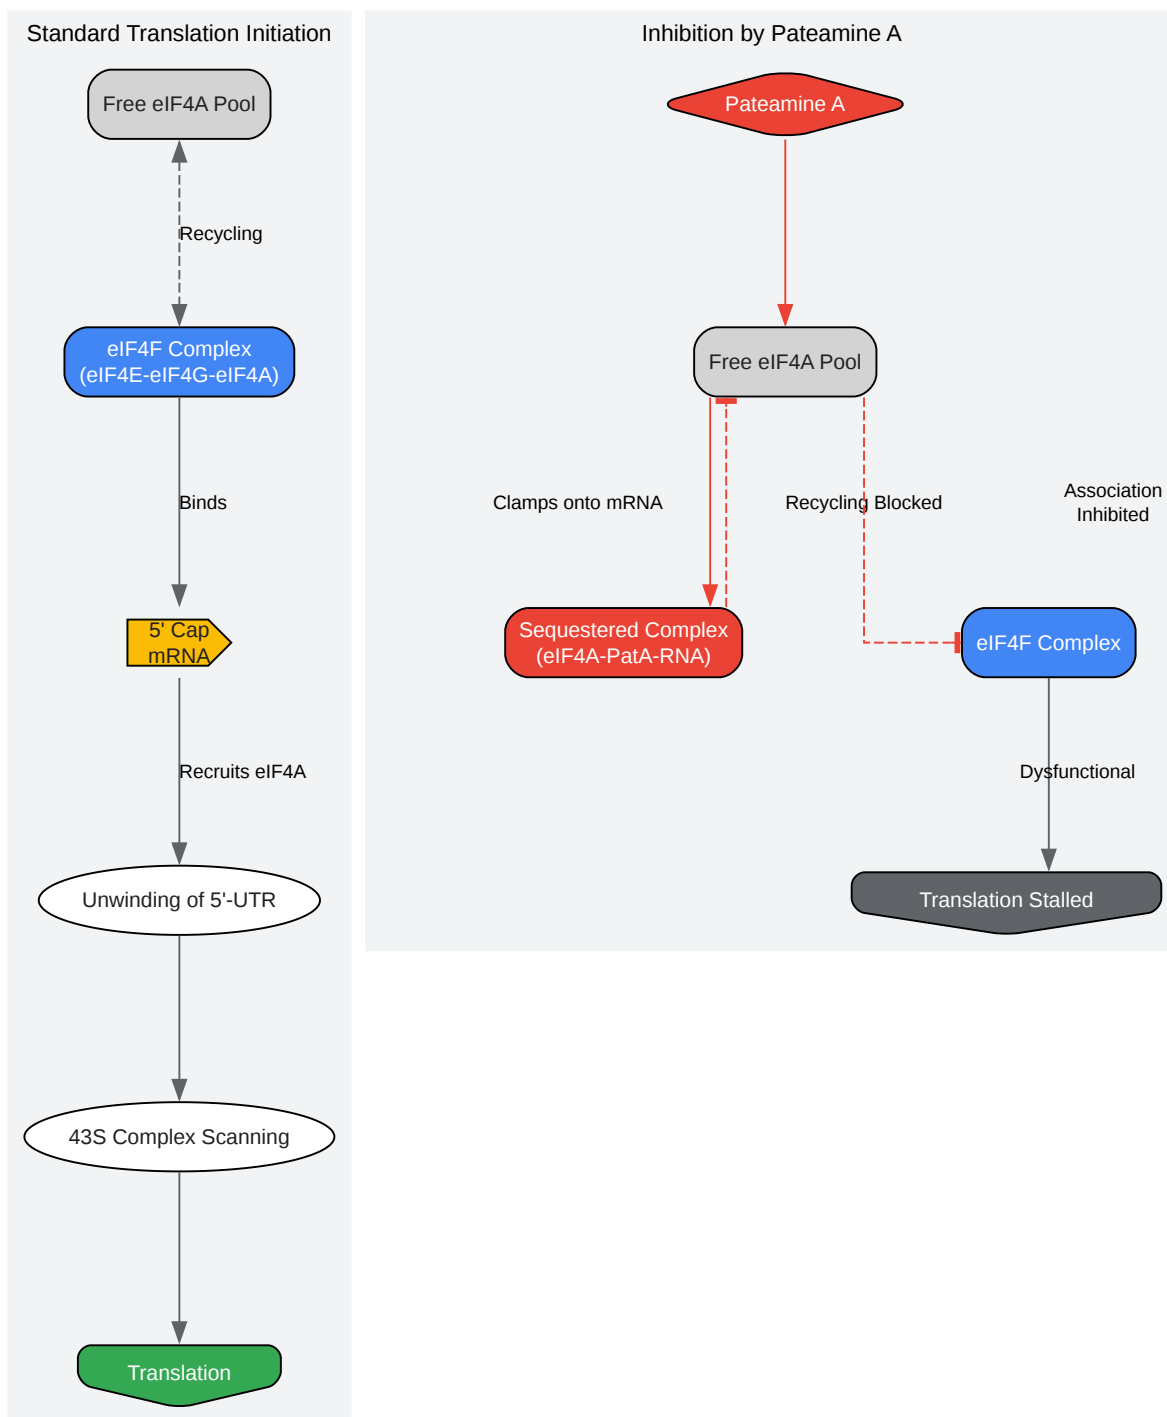 Standard Translation Initiation
Free eIF4A Pool
Recycling
eIF4F Complex
(eIF4E-eIF4G-eIF4A)
Binds
5' Cap
mRNA
Recruits eIF4A
Unwinding of 5'-UTR
43S Complex Scanning
Translation
Inhibition by Pateamine A
Pateamine A
Free eIF4A Pool
Clamps onto mRNA
Recycling Blocked
Association
Inhibited
Sequestered Complex
(eIF4A-PatA-RNA)
eIF4F Complex
Dysfunctional
Translation Stalled